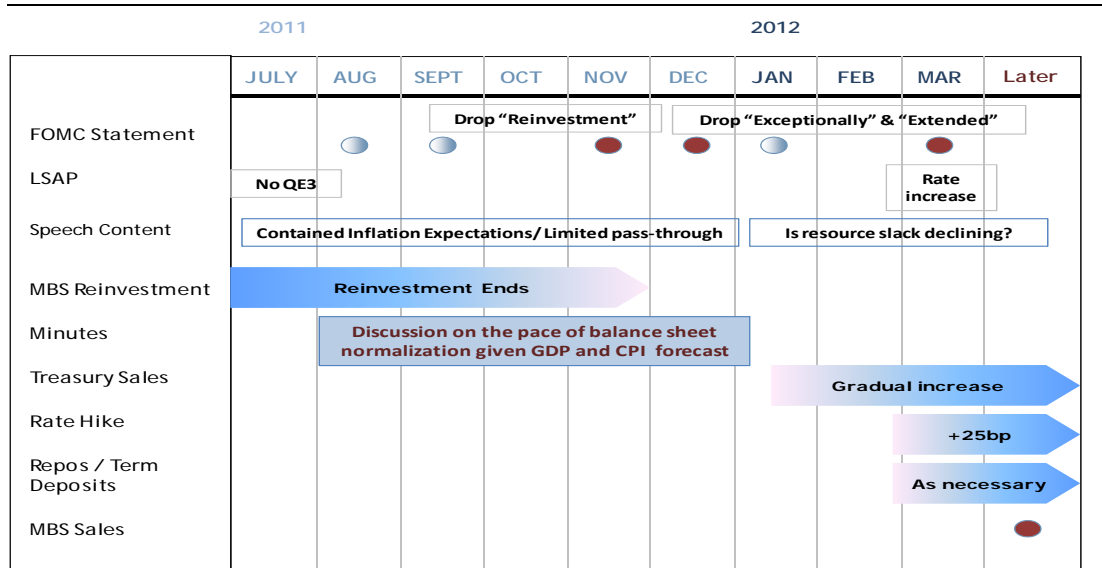 2011 2012
JULY AUG SEPT OCT NOV DEC JAN FEB MAR Later
FOMC Statement
Drop “Reinvestment”
Drop “Exceptionally” & “Extended”
LSAP
No QE3
Rate
increase
Speech Content
Contained Inflation Expectations/ Limited pass-through
Is resource slack declining?
MBS Reinvestment
Reinvestment Ends
Minutes
Discussion on the pace of balance sheet
normalization given GDP and CPI forecast
Treasury Sales
Gradual increase
Rate Hike
+25bp
Repos / Term
Deposits
As necessary
MBS Sales